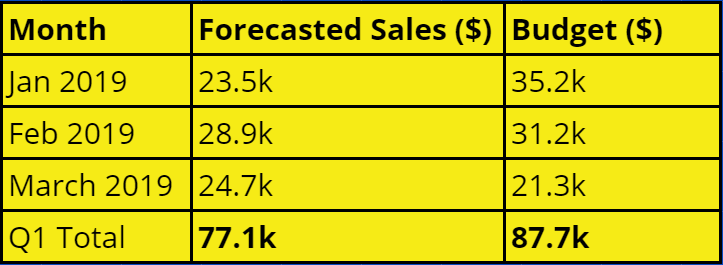 Month Forecasted Sales ($) Budget ($)
Jan 2019 23.5k 35.2k
Feb 2019 28.9k 31.2k
March 2019 24.7k 21.3k
Q1 Total 77.1k 87.7k